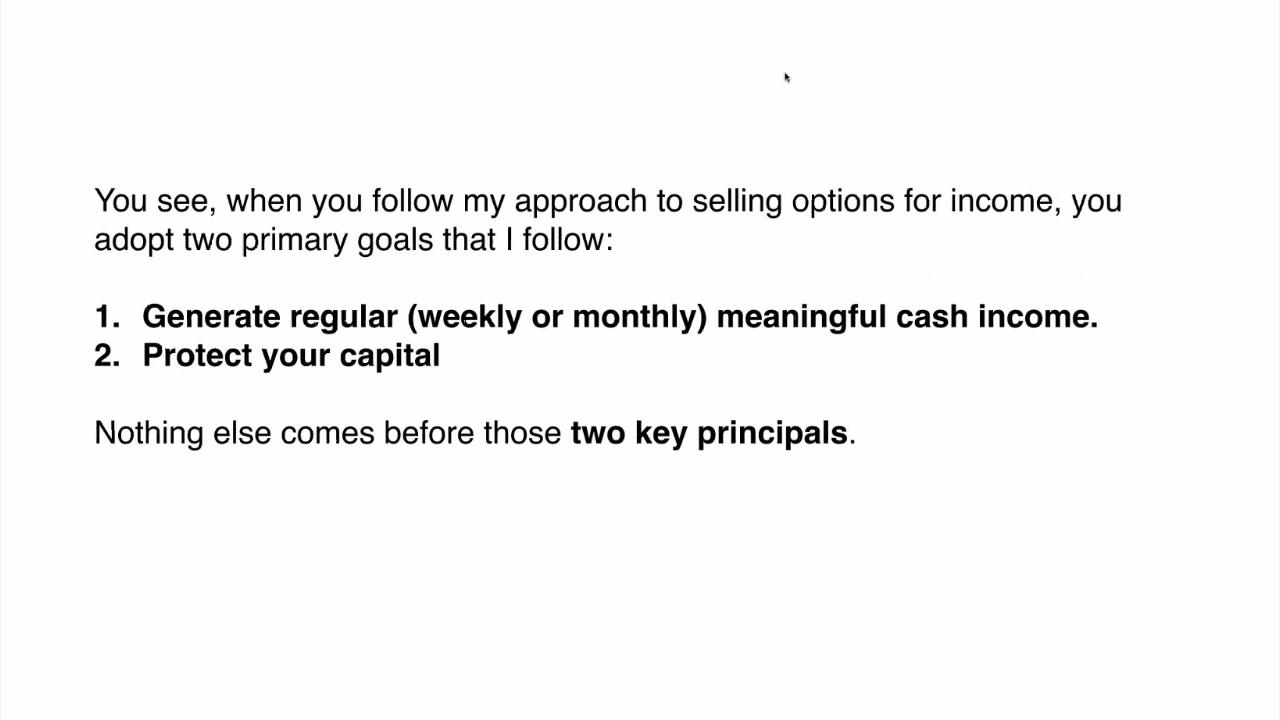 You see, when you follow my approach to selling options for income, you
adopt two primary goals that I follow:
1. Generate regular (weekly or monthly) meaningful cash income.
2. Protect your capital
Nothing else comes before those two key principals.